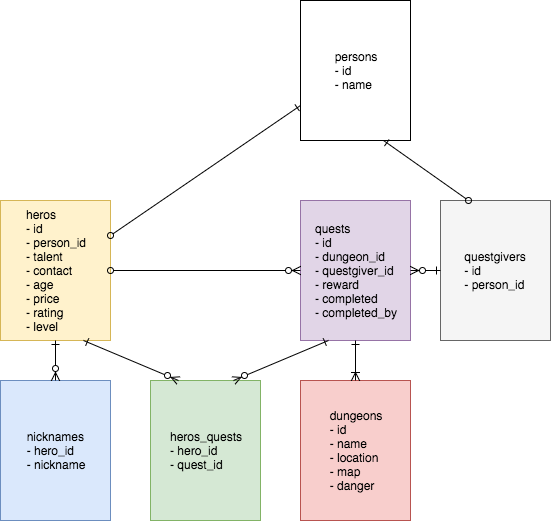 persons
- id
- name
heros
- id
- person_id
- talent
- contact
- age
- price
- rating
- level
quests
- id
- dungeon_id
- questgiver_id
- reward
- completed
- completed_by
questgivers
- id
- person_id
nicknames
- hero_id
- nickname
heros_quests
- hero_id
- quest_id
dungeons
- id
- name
- location
- map
- danger